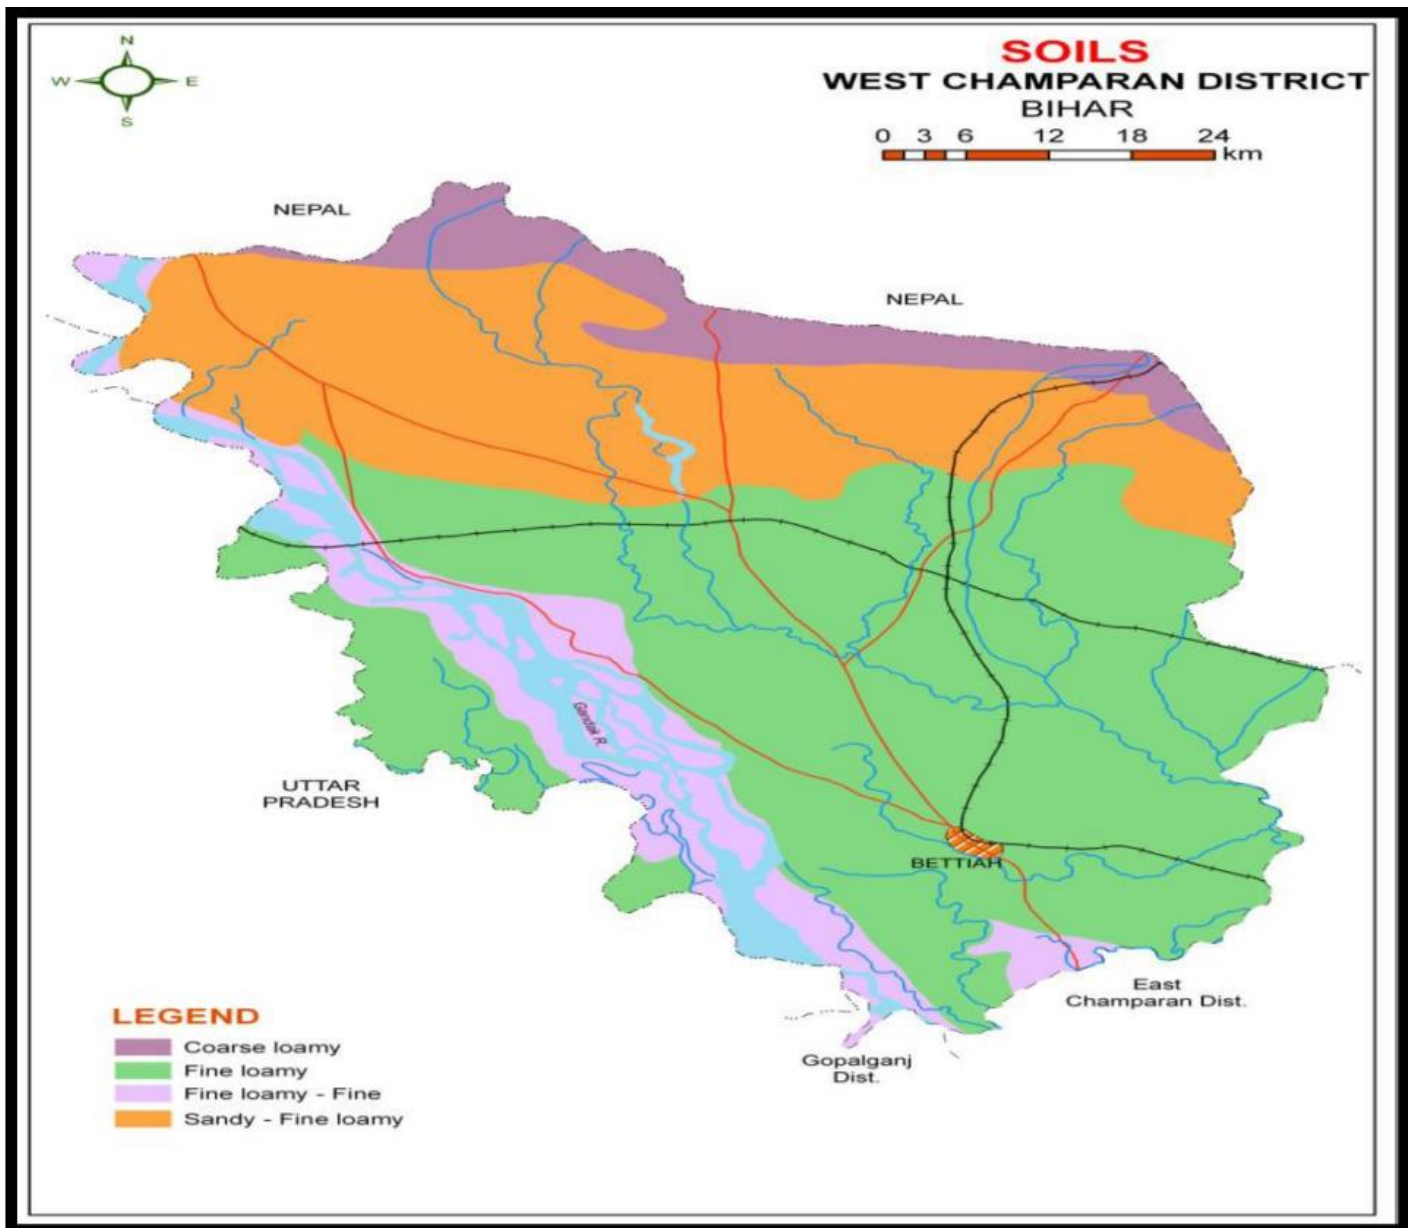 N
W
E
S
SOILS
WEST CHAMPARAN DISTRICT
BIHAR
0 3 6 12 18 24
km
NEPAL
NEPAL
Gandak R.
UTTAR
PRADESH
BETTIAH
East
Champaran Dist.
Gopalganj
Dist.
LEGEND
Coarse loamy
Fine loamy
Fine loamy - Fine
Sandy - Fine loamy